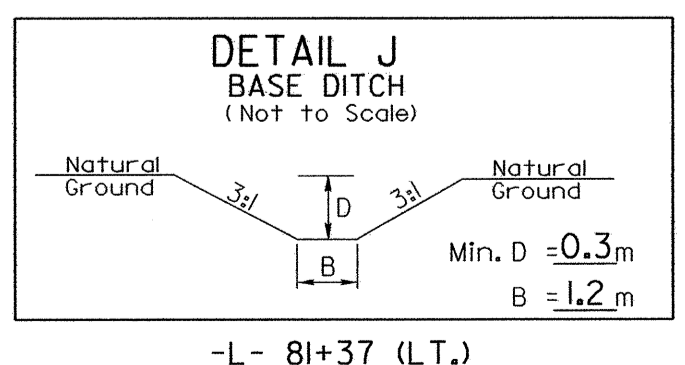 DETAIL J
BASE DITCH
(Not to Scale)
Natural
Ground
3:1
D
3:1
Natural
Ground
B
Min. D = 0.3 m
B = 1.2 m
-L- 81+37 (LT.)